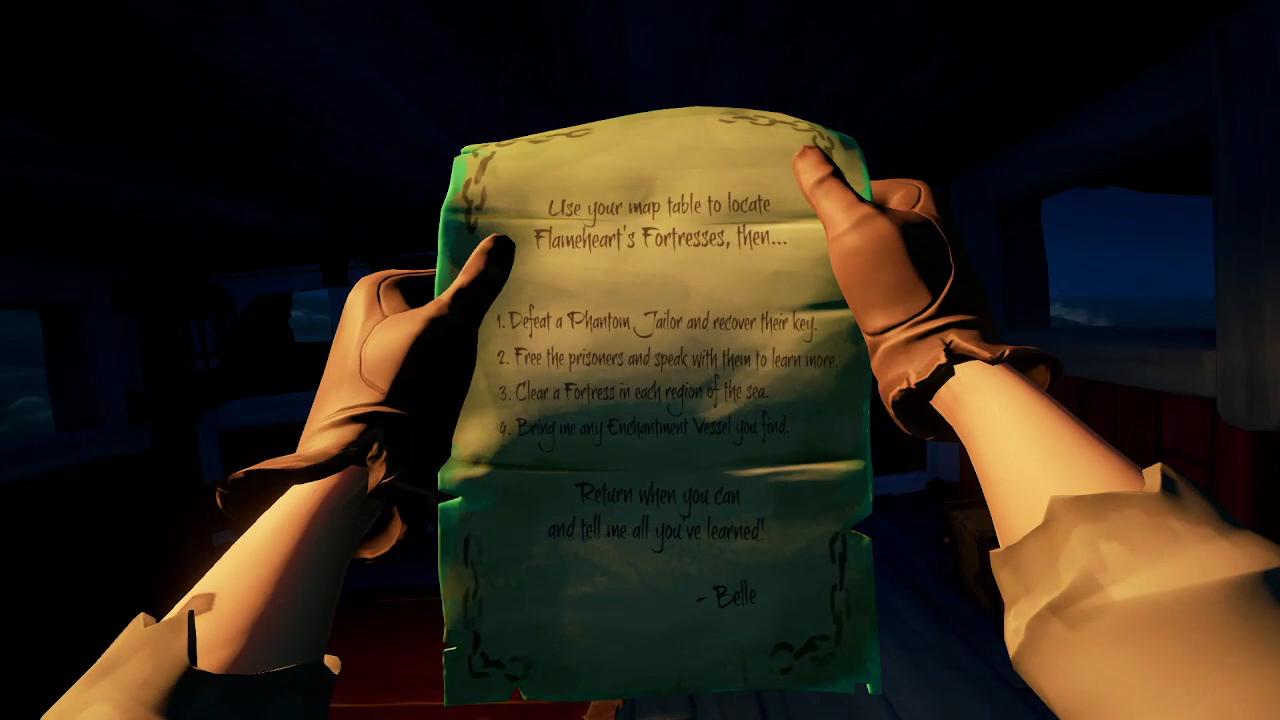 Use your map table to locate
Flameheart's Fortresses, then...
1. Defeat a Phantom Jailor and recover their key.
2. Free the prisoners and speak with them to learn more.
3. Clear a Fortress in each region of the sea.
4. Bring me any Enchantment Vessel you find.
Return when you can
and tell me all you've learned!
- Belle